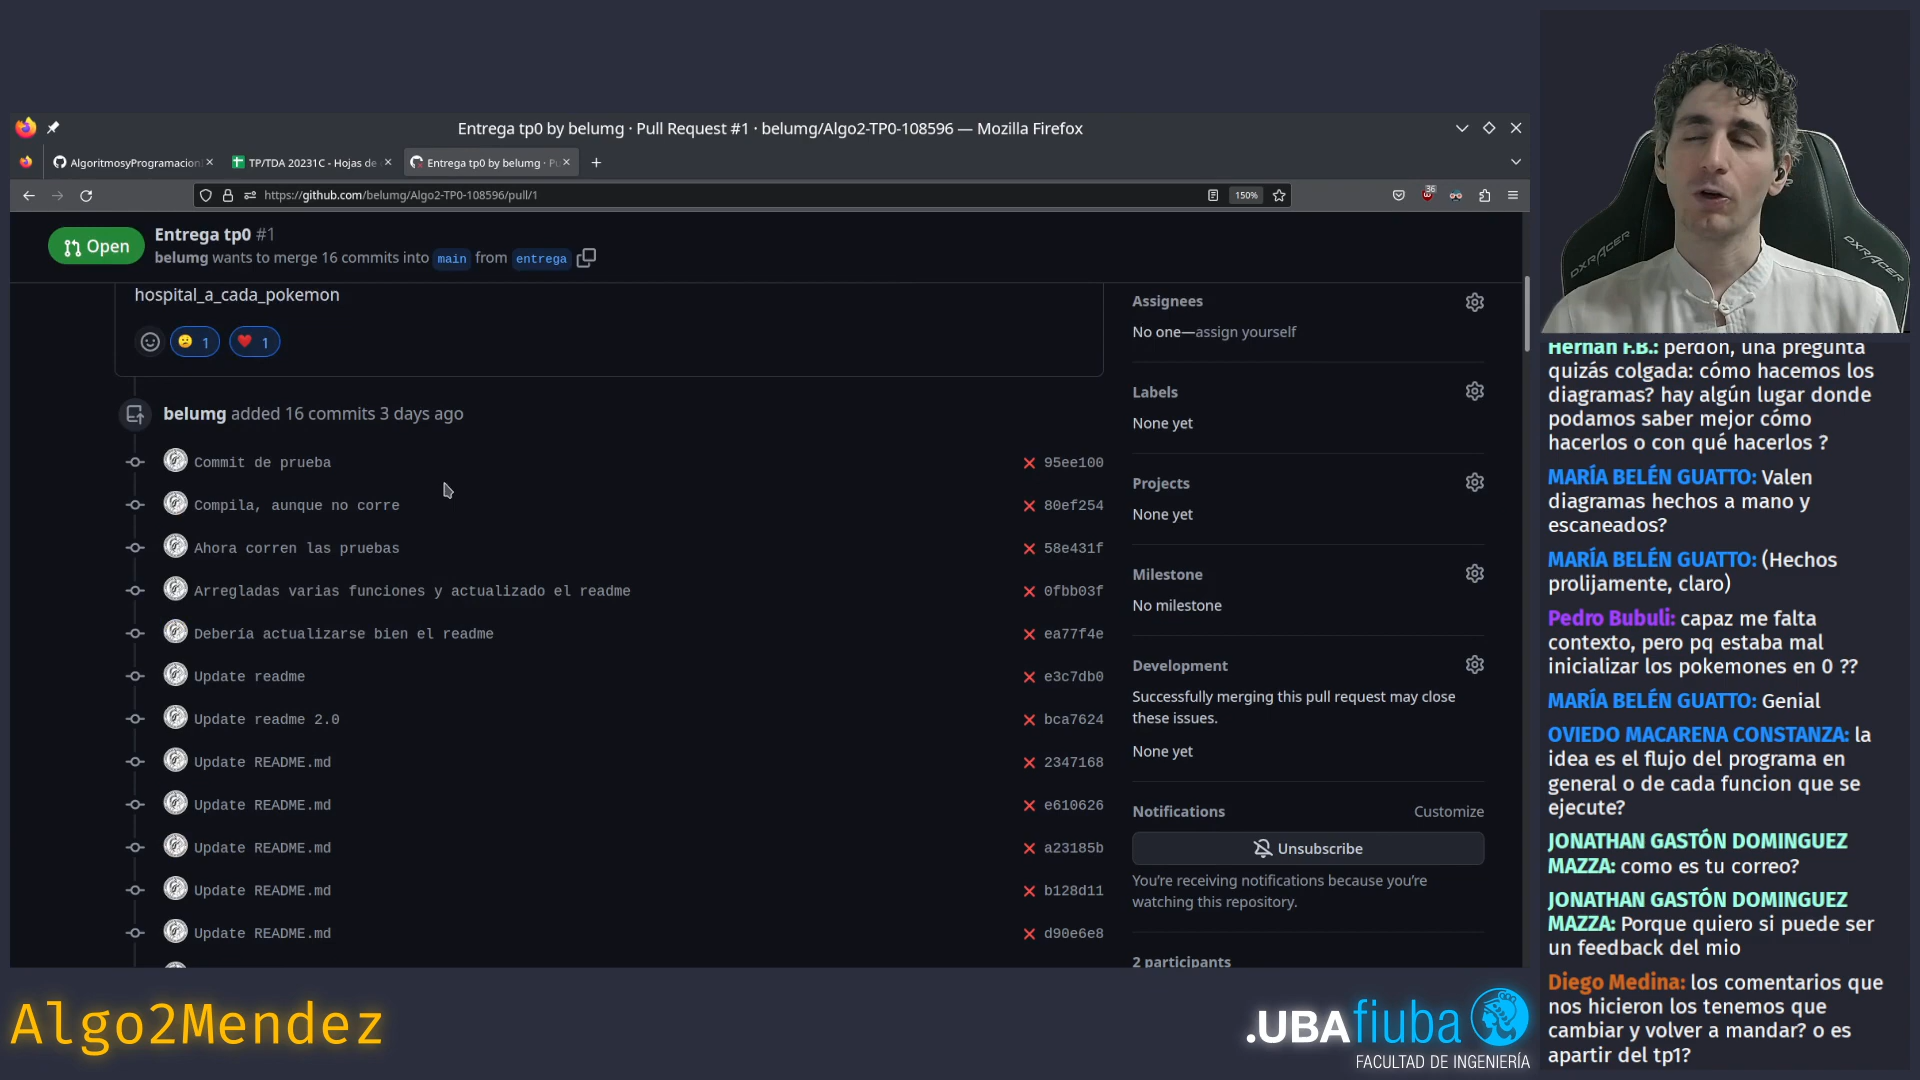 Entrega tp0 by belumg · Pull Request #1 · belumg/Algo2-TP0-108596 — Mozilla Firefox
AlgoritmosyProgramacion
TP/TDA 20231C - Hojas de
Entrega tp0 by belumg · Pu
https://github.com/belumg/Algo2-TP0-108596/pull/1
150%
36
Open
Entrega tp0 #1
belumg wants to merge 16 commits into main from entrega
hospital_a_cada_pokemon
1
1
belumg added 16 commits 3 days ago
Commit de prueba 95ee100
Compila, aunque no corre 80ef254
Ahora corren las pruebas 58e431f
Arregladas varias funciones y actualizado el readme 0fbb03f
Debería actualizarse bien el readme ea77f4e
Update readme e3c7db0
Update readme 2.0 bca7624
Update README.md 2347168
Update README.md e610626
Update README.md a23185b
Update README.md b128d11
Update README.md d90e6e8
Assignees
No one—assign yourself
Labels
None yet
Projects
None yet
Milestone
No milestone
Development
Successfully merging this pull request may close
these issues.
None yet
Notifications
Customize
Unsubscribe
You're receiving notifications because you're
watching this repository.
2 participants
DXRACER
DXRACER
Hernan F.B.: perdon, una pregunta
quizás colgada: cómo hacemos los
diagramas? hay algún lugar donde
podamos saber mejor cómo
hacerlos o con qué hacerlos ?
MARÍA BELÉN GUATTO: Valen
diagramas hechos a mano y
escaneados?
MARÍA BELÉN GUATTO: (Hechos
prolijamente, claro)
Pedro Bubuli: capaz me falta
contexto, pero pq estaba mal
inicializar los pokemones en 0 ??
MARÍA BELÉN GUATTO: Genial
OVIEDO MACARENA CONSTANZA: la
idea es el flujo del programa en
general o de cada funcion que se
ejecute?
JONATHAN GASTÓN DOMINGUEZ
MAZZA: como es tu correo?
JONATHAN GASTÓN DOMINGUEZ
MAZZA: Porque quiero si puede ser
un feedback del mio
Diego Medina: los comentarios que
nos hicieron los tenemos que
cambiar y volver a mandar? o es
apartir del tp1?
Algo2Mendez
.UBAfiuba
FACULTAD DE INGENIERÍA